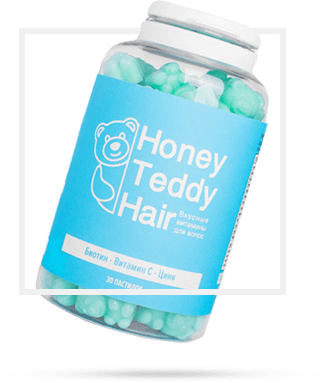 Honey
Teddy
Hair
Вкусные
витамины
для волос
Биотин · Витамин С · Цинк
30 ПАСТИЛОК